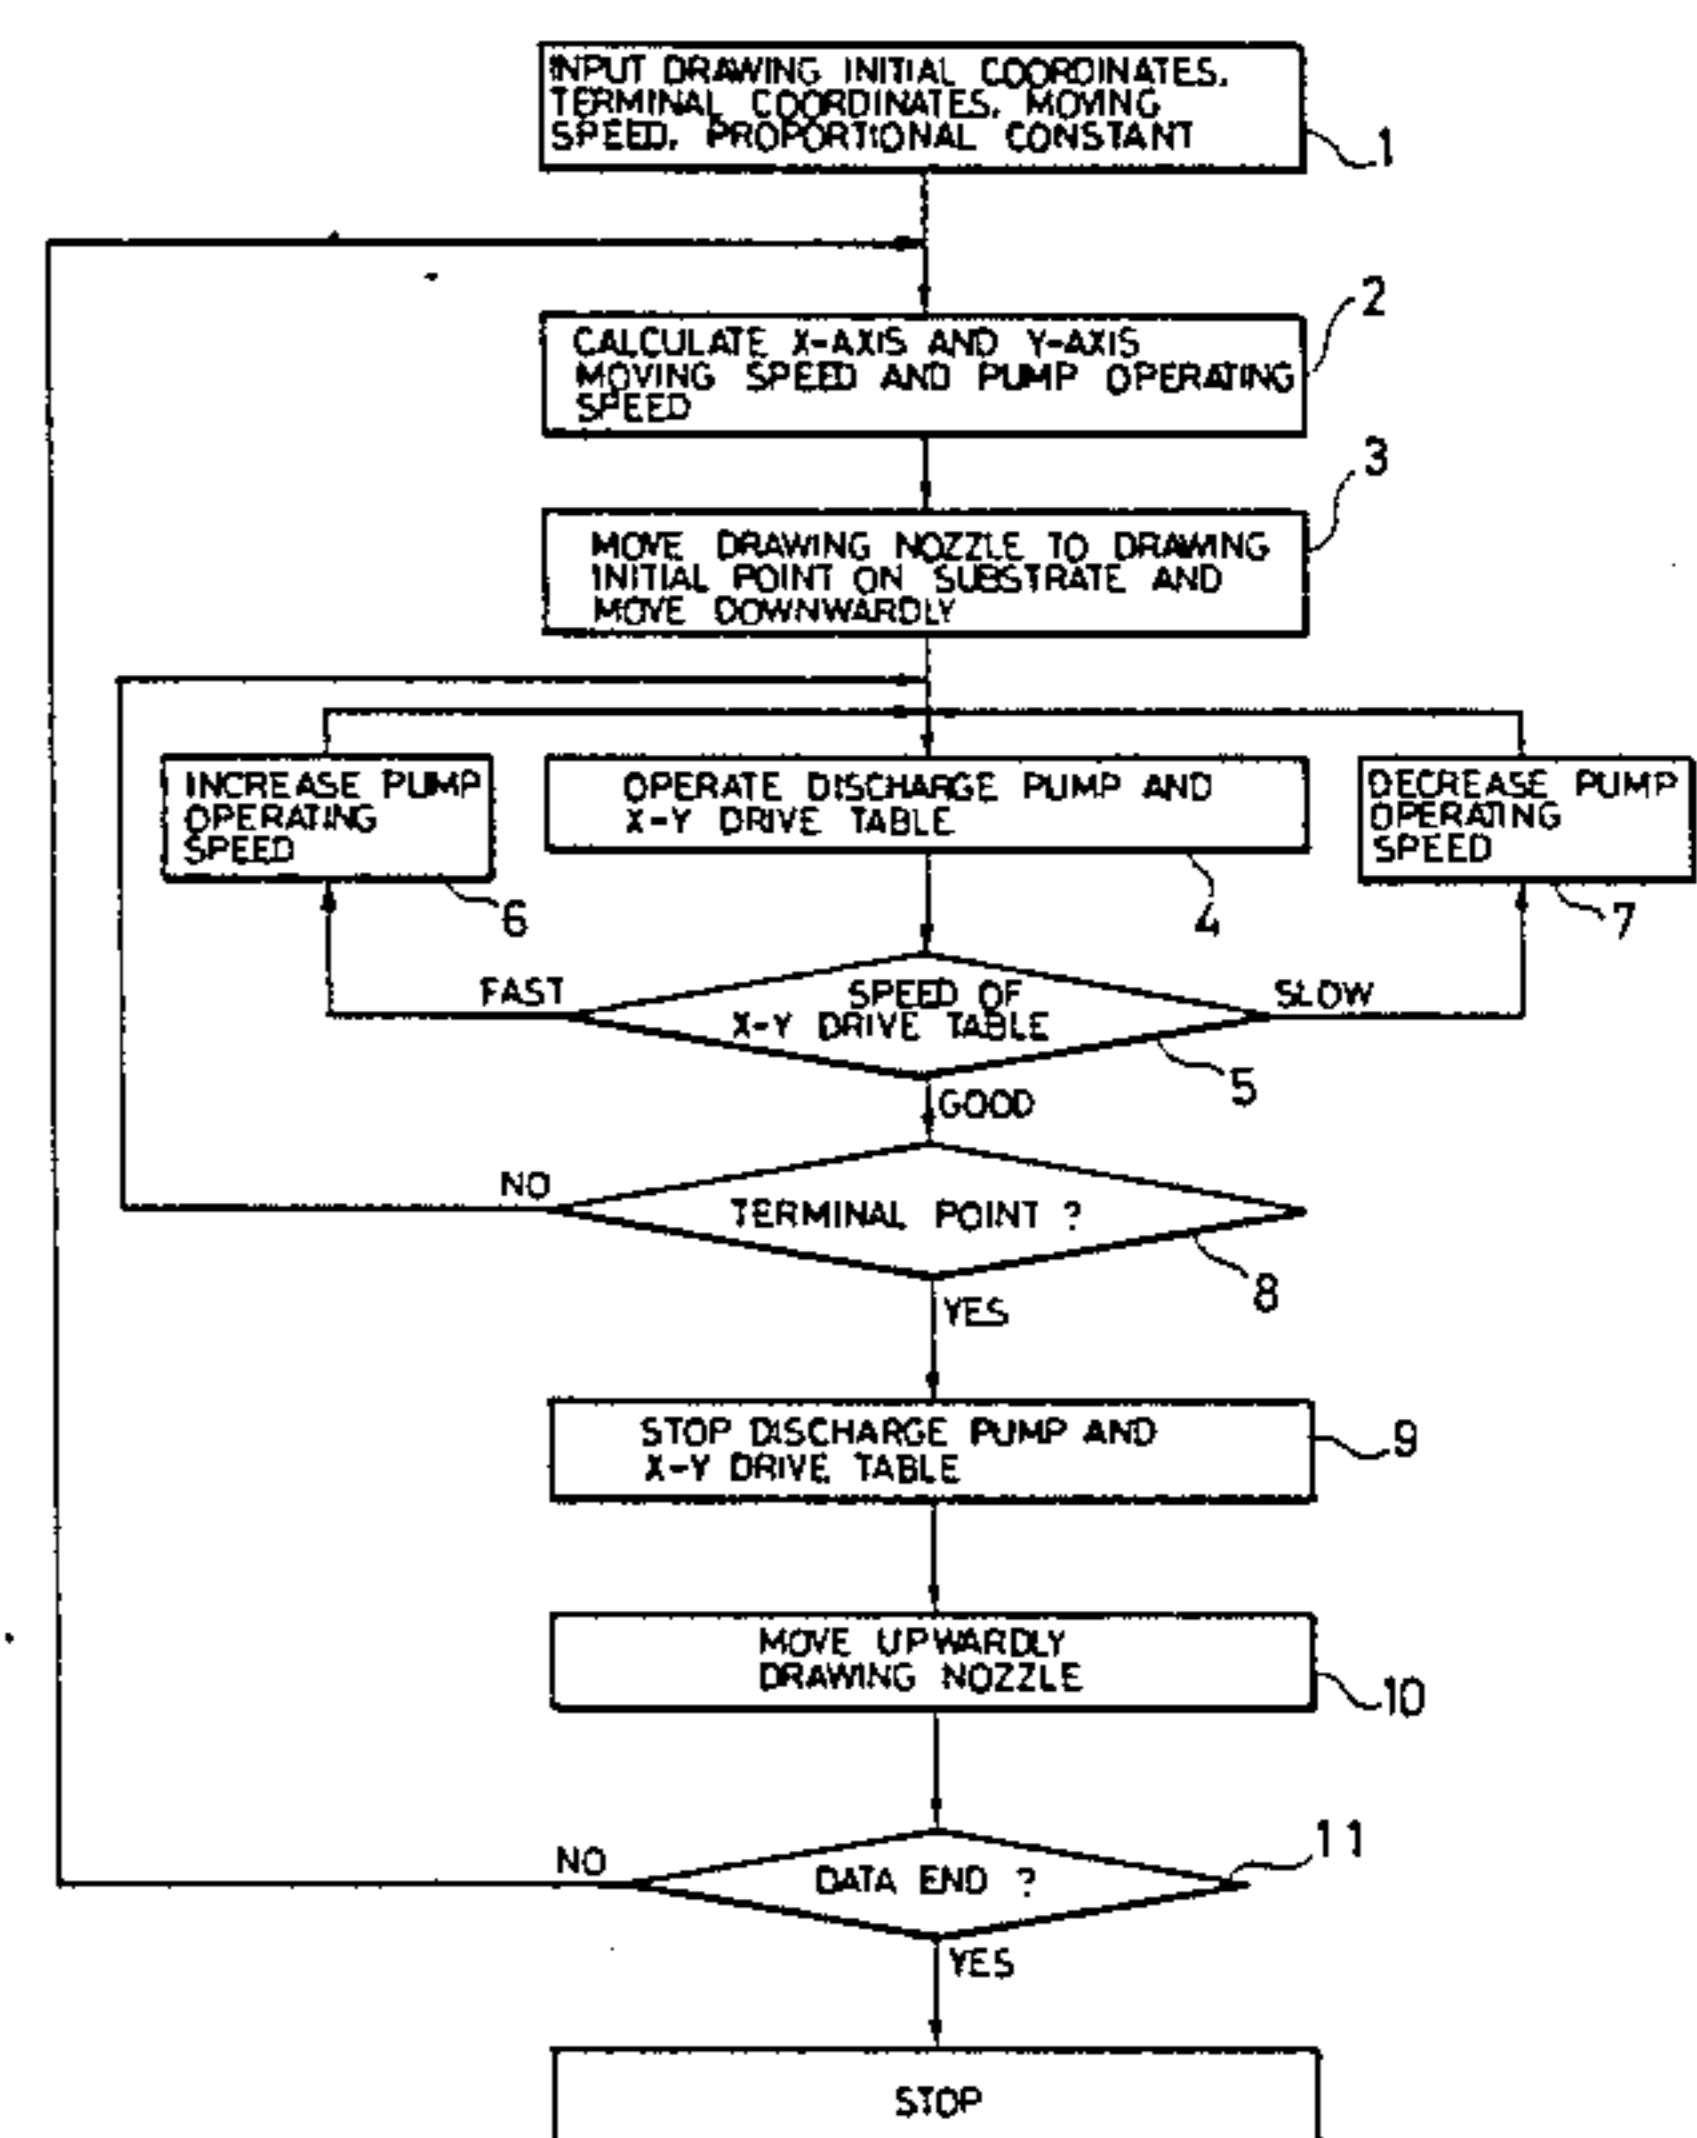 INPUT DRAWING INITIAL COORDINATES,
TERMINAL COORDINATES, MOVING
SPEED, PROPORTIONAL CONSTANT
1
2
CALCULATE X-AXIS AND Y-AXIS
MOVING SPEED AND PUMP OPERATING
SPEED
3
MOVE DRAWING NOZZLE TO DRAWING
INITIAL POINT ON SUBSTRATE AND
MOVE DOWNWARDLY
INCREASE PUMP
OPERATING
SPEED
6
OPERATE DISCHARGE PUMP AND
X-Y DRIVE TABLE
4
DECREASE PUMP
OPERATING
SPEED
7
FAST
SPEED OF
X-Y DRIVE TABLE
SLOW
5
GOOD
NO
TERMINAL POINT ?
8
YES
STOP DISCHARGE PUMP AND
X-Y DRIVE TABLE
9
MOVE UPWARDLY
DRAWING NOZZLE
10
11
NO
DATA END ?
YES
STOP